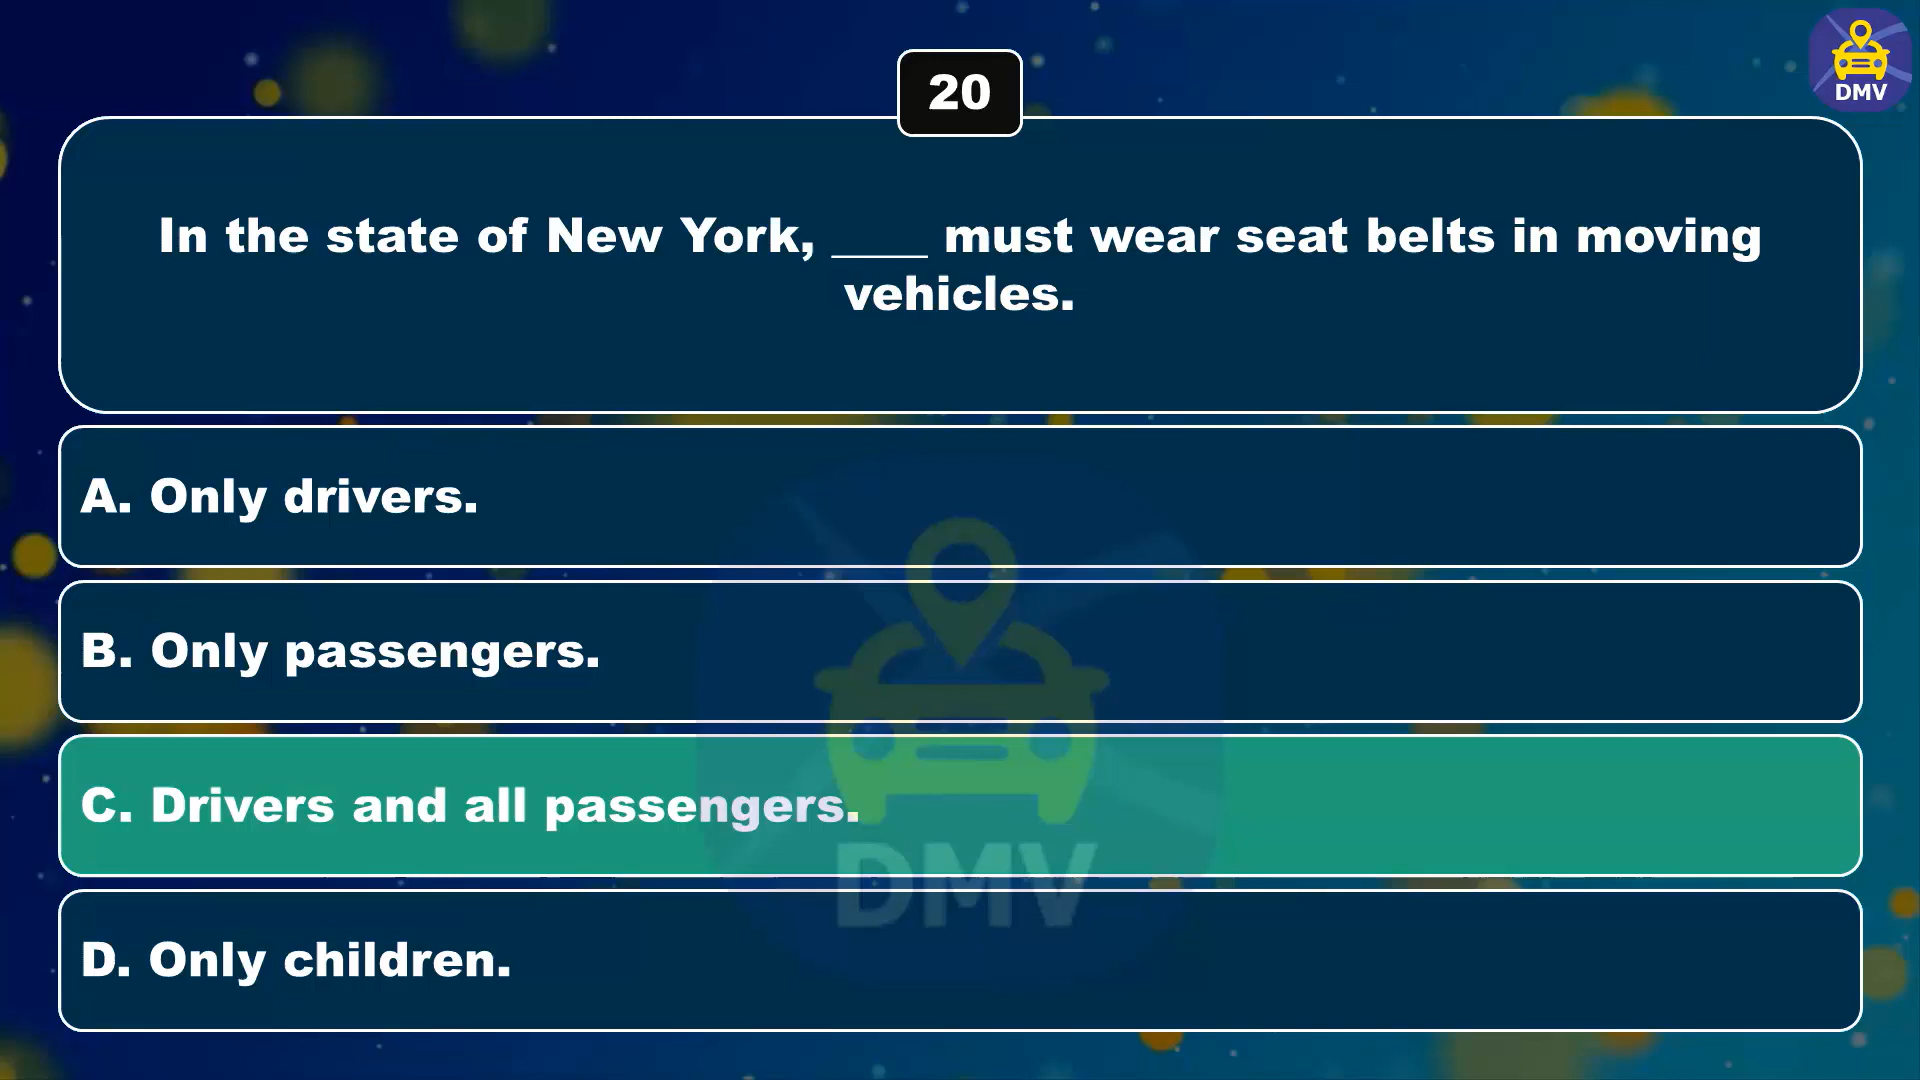 DMV
20
In the state of New York, ____ must wear seat belts in moving
vehicles.
A. Only drivers.
B. Only passengers.
C. Drivers and all passengers.
DMV
D. Only children.